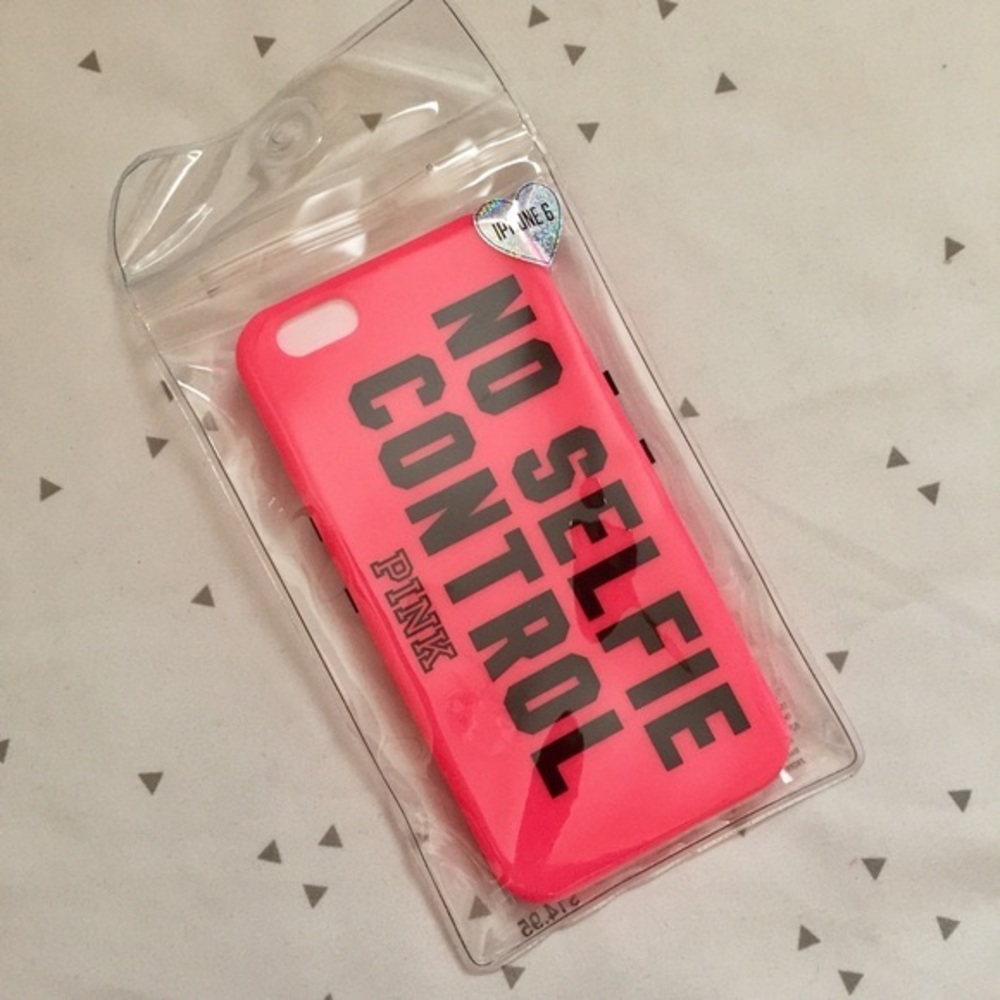 IPHONE 6
NO SELFIE
CONTROL
PINK
$14.95